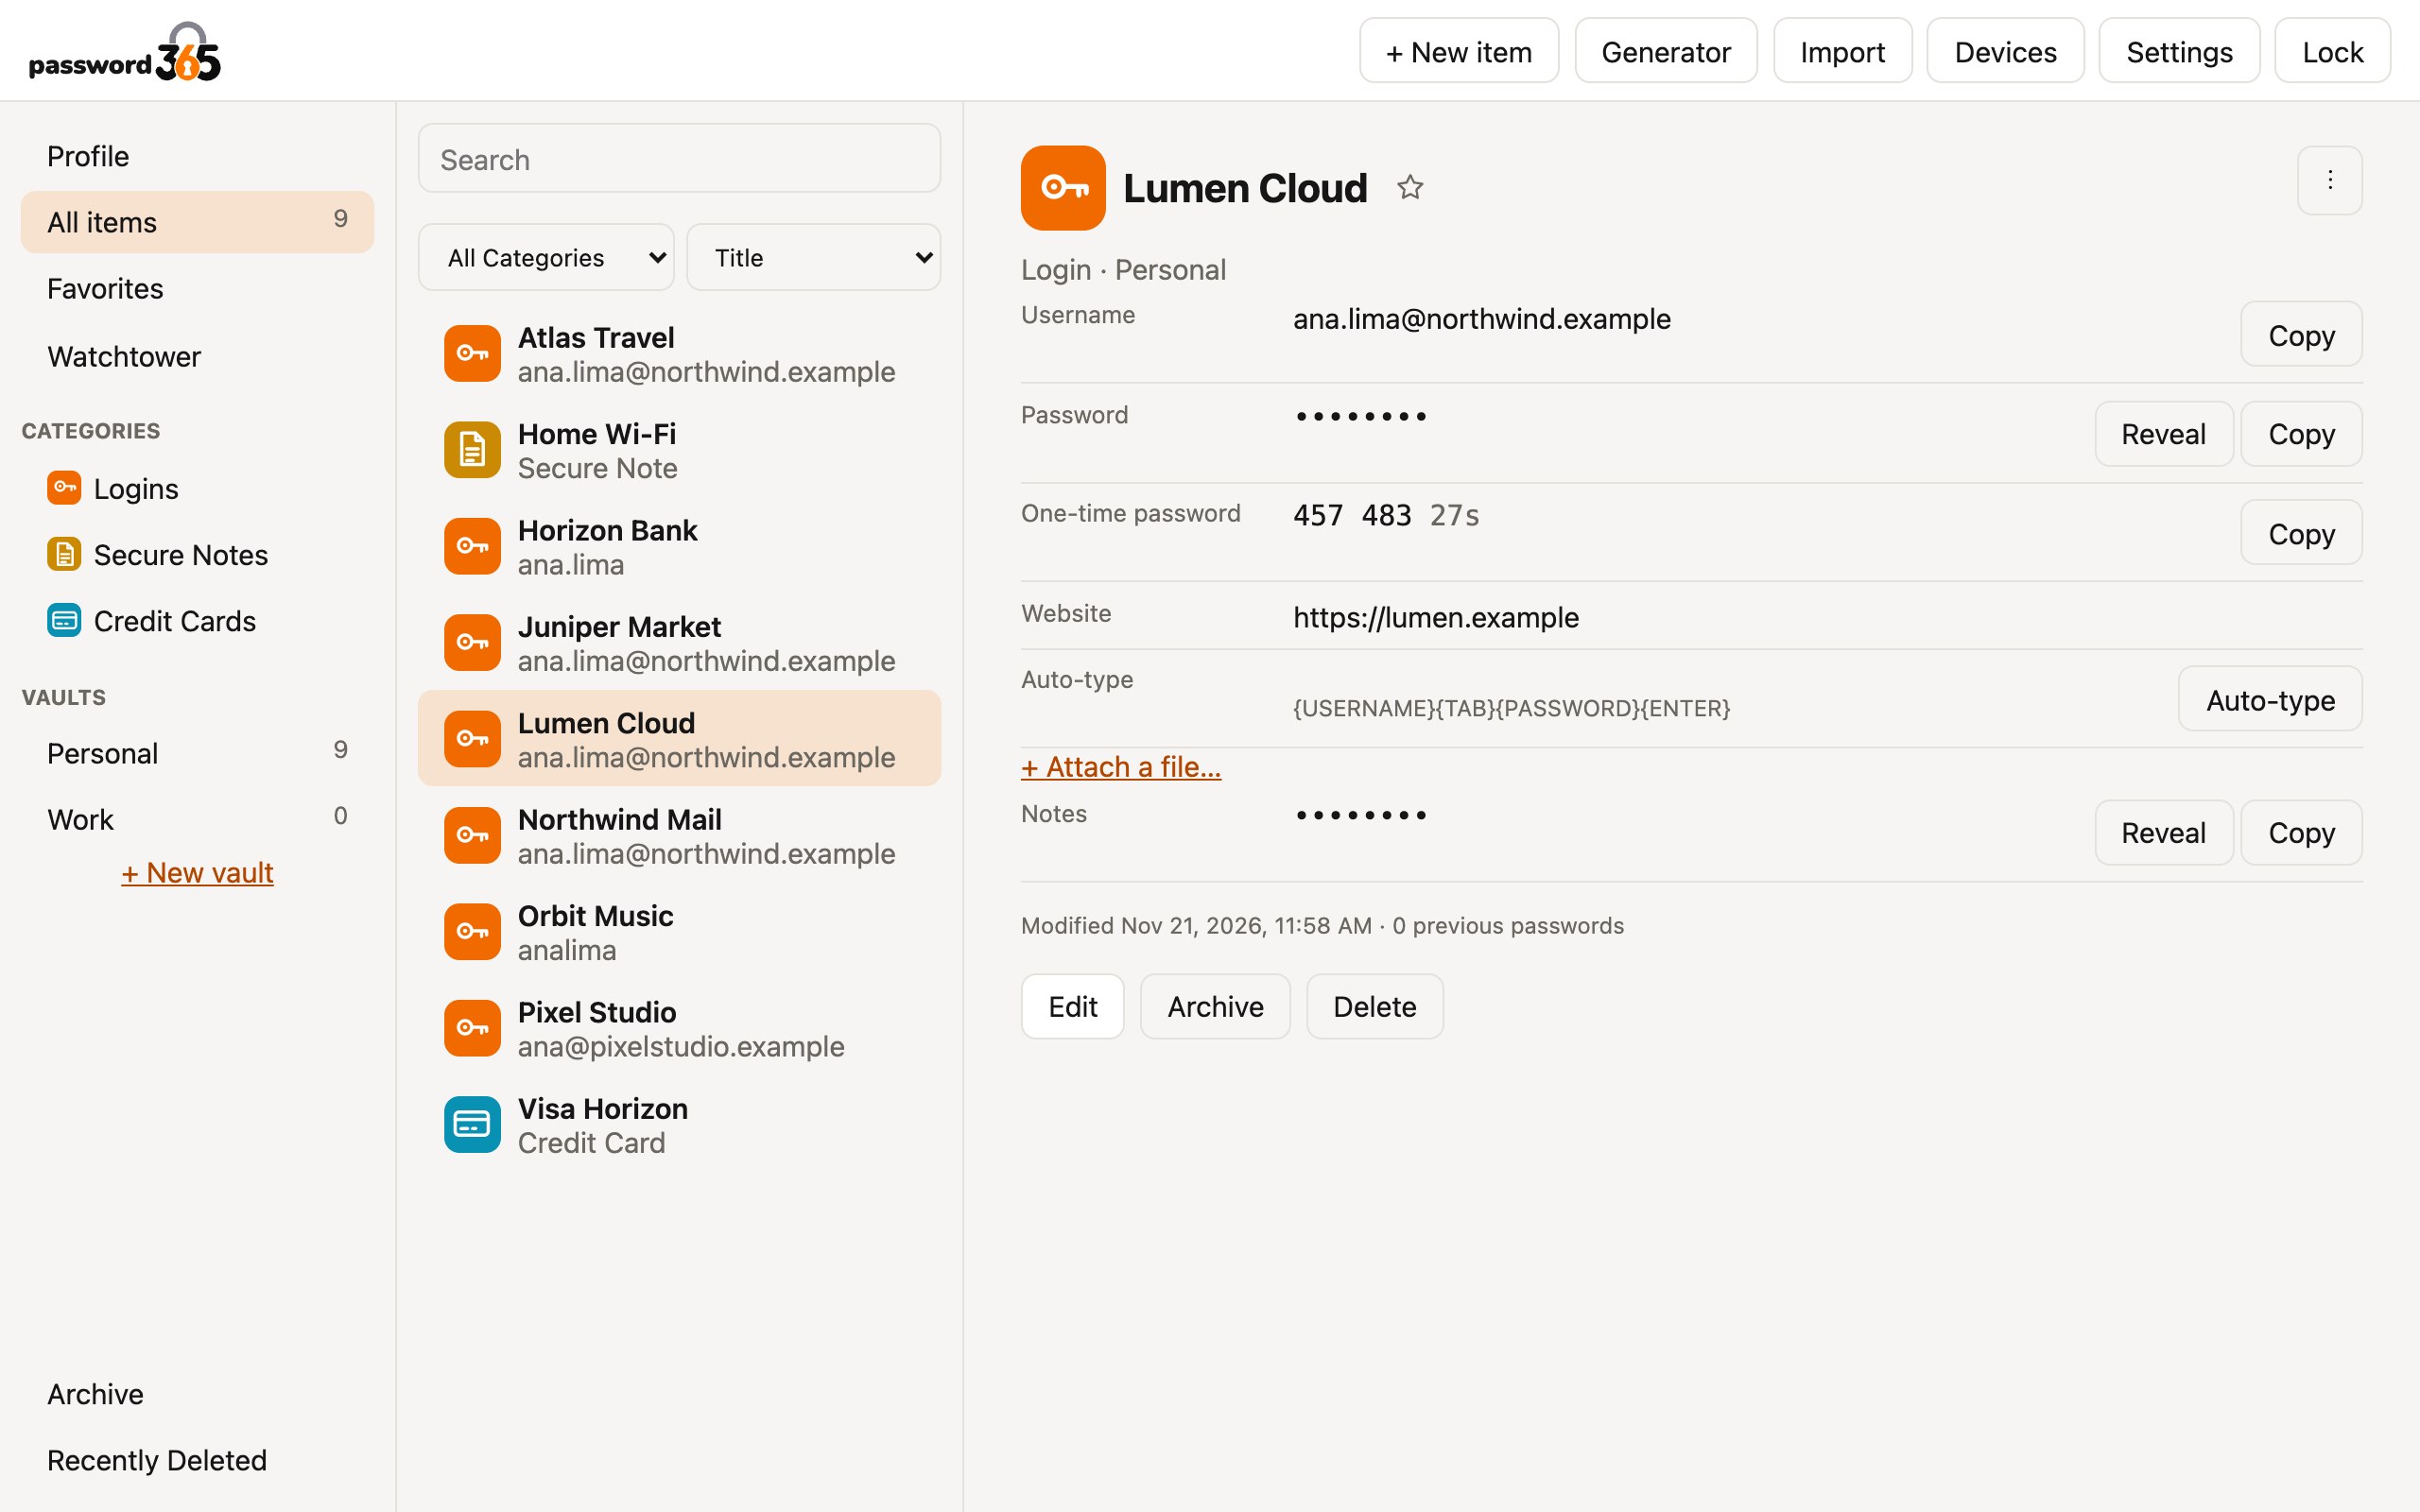 password 365
+ New item
Generator
Import
Devices
Settings
Lock
Profile
All items 9
Favorites
Watchtower
CATEGORIES
Logins
Secure Notes
Credit Cards
VAULTS
Personal 9
Work 0
+ New vault
Archive
Recently Deleted
Search
All Categories
Title
Atlas Travel
ana.lima@northwind.example
Home Wi-Fi
Secure Note
Horizon Bank
ana.lima
Juniper Market
ana.lima@northwind.example
Lumen Cloud
ana.lima@northwind.example
Northwind Mail
ana.lima@northwind.example
Orbit Music
analima
Pixel Studio
ana@pixelstudio.example
Visa Horizon
Credit Card
Lumen Cloud
Login · Personal
Username ana.lima@northwind.example Copy
Password •••••••• Reveal Copy
One-time password 457 483 27s Copy
Website https://lumen.example
Auto-type {USERNAME}{TAB}{PASSWORD}{ENTER} Auto-type
+ Attach a file...
Notes •••••••• Reveal Copy
Modified Nov 21, 2026, 11:58 AM · 0 previous passwords
Edit
Archive
Delete